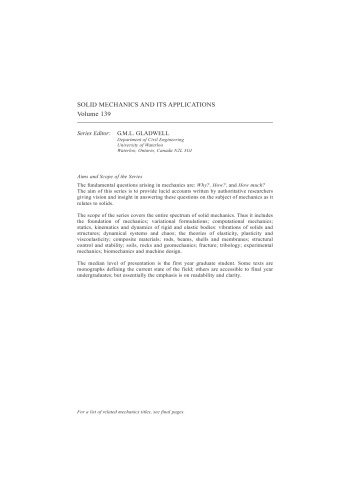 SOLID MECHANICS AND ITS APPLICATIONS
Volume 139
Series Editor: G.M.L. GLADWELL
Department of Civil Engineering
University of Waterloo
Waterloo, Ontario, Canada N2L 3GI
Aims and Scope of the Series
The fundamental questions arising in mechanics are: Why?, How?, and How much?
The aim of this series is to provide lucid accounts written by authoritative researchers
giving vision and insight in answering these questions on the subject of mechanics as it
relates to solids.
The scope of the series covers the entire spectrum of solid mechanics. Thus it includes
the foundation of mechanics; variational formulations; computational mechanics;
statics, kinematics and dynamics of rigid and elastic bodies: vibrations of solids and
structures; dynamical systems and chaos; the theories of elasticity, plasticity and
viscoelasticity; composite materials; rods, beams, shells and membranes; structural
control and stability; soils, rocks and geomechanics; fracture; tribology; experimental
mechanics; biomechanics and machine design.
The median level of presentation is the first year graduate student. Some texts are
monographs defining the current state of the field; others are accessible to final year
undergraduates; but essentially the emphasis is on readability and clarity.
For a list of related mechanics titles, see final pages.